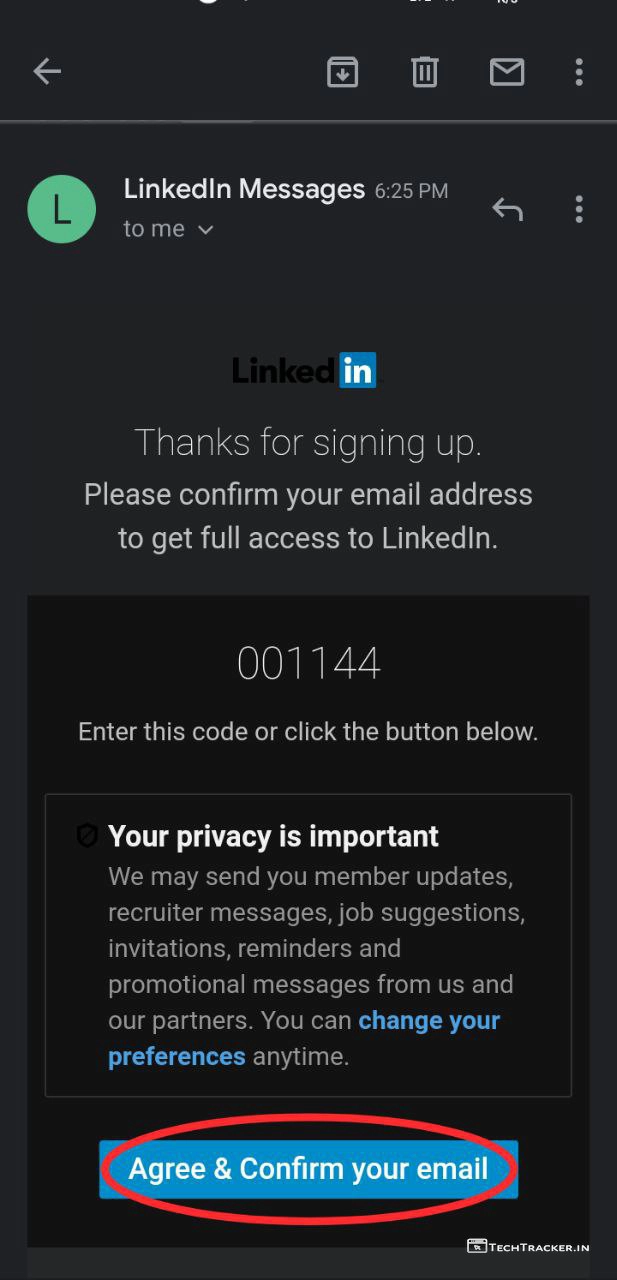 LinkedIn Messages 6:25 PM
L
to me
Linked in
Thanks for signing up.
Please confirm your email address
to get full access to LinkedIn.
001144
Enter this code or click the button below.
Your privacy is important
We may send you member updates,
recruiter messages, job suggestions,
invitations, reminders and
promotional messages from us and
our partners. You can change your
preferences anytime.
Agree & Confirm your email
TECHTRACKER.IN